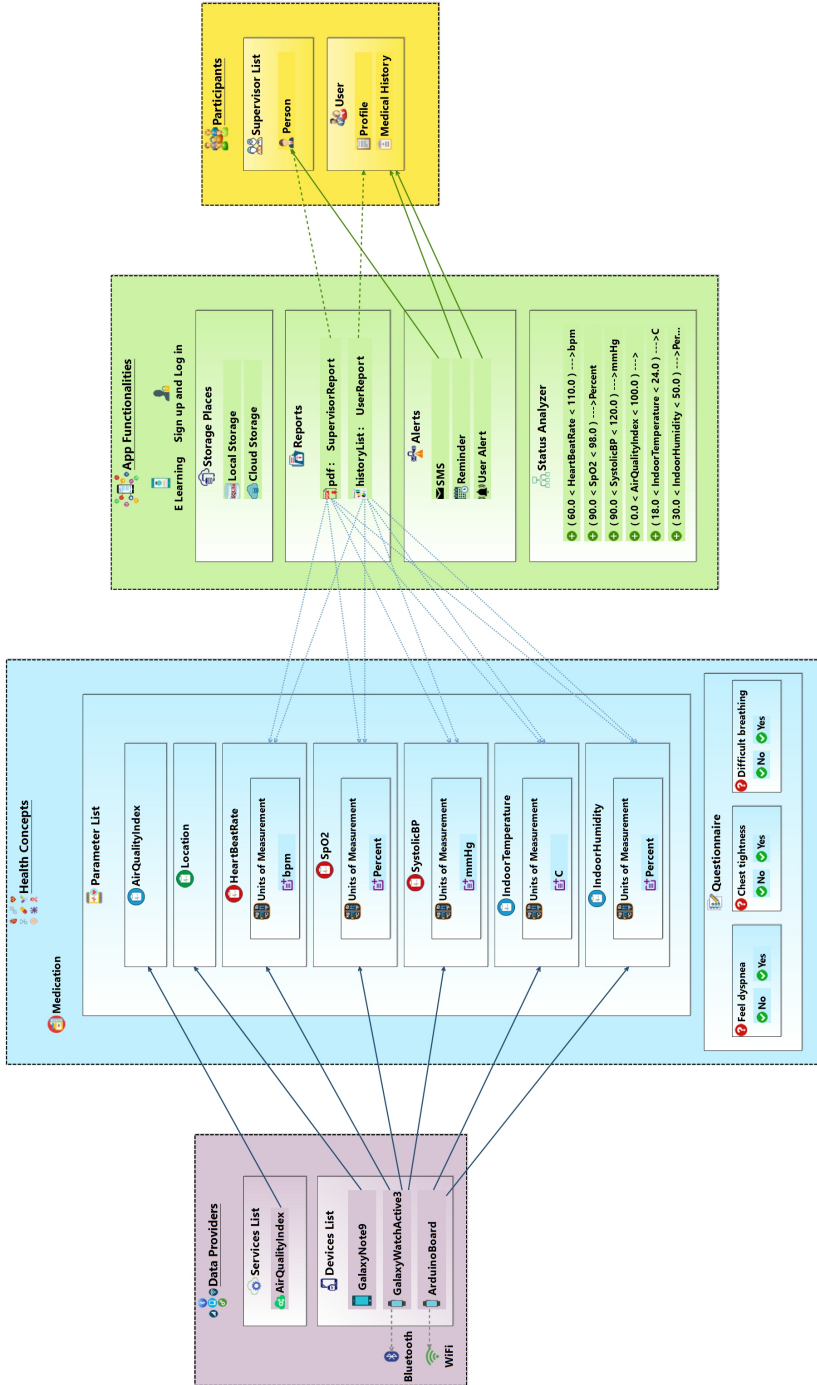 Data Providers
Services List
AirQualityIndex
Devices List
GalaxyNote9
GalaxyWatchActive3
ArduinoBoard
Bluetooth
WiFi
Health Concepts
Medication
Parameter List
AirQualityIndex
Location
HeartBeatRate
Units of Measurement
bpm
SpO2
Units of Measurement
Percent
SystolicBP
Units of Measurement
mmHg
IndoorTemperature
Units of Measurement
C
IndoorHumidity
Units of Measurement
Percent
Questionnaire
Feel dyspnea
No Yes
Chest tightness
No Yes
Difficult breathing
No Yes
App Functionalities
E Learning Sign up and Log in
Storage Places
Local Storage
Cloud Storage
Reports
pdf : SupervisorReport
historyList : UserReport
Alerts
SMS
Reminder
User Alert
Status Analyzer
( 60.0 < HeartBeatRate < 110.0 ) --->bpm
( 90.0 < SpO2 < 98.0 ) --->Percent
( 90.0 < SystolicBP < 120.0 ) --->mmHg
( 0.0 < AirQualityIndex < 100.0 ) --->
( 18.0 < IndoorTemperature < 24.0 ) --->C
( 30.0 < IndoorHumidity < 50.0 ) --->Per...
Participants
Supervisor List
Person
User
Profile
Medical History